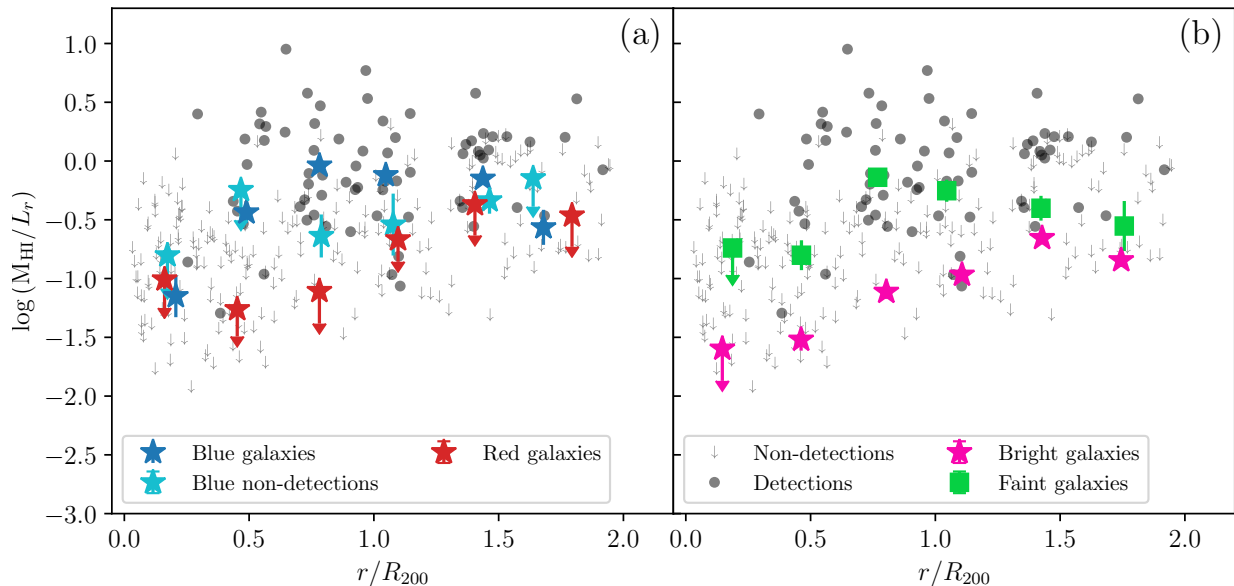 (a)
(b)
1.0
0.5
0.0
−0.5
−1.0
−1.5
−2.0
−2.5
−3.0
log (M_HI/L_r)
Blue galaxies
Blue non-detections
Red galaxies
Non-detections
Detections
Bright galaxies
Faint galaxies
0.0 0.5 1.0 1.5 2.0
0.0 0.5 1.0 1.5 2.0
r/R_200
r/R_200